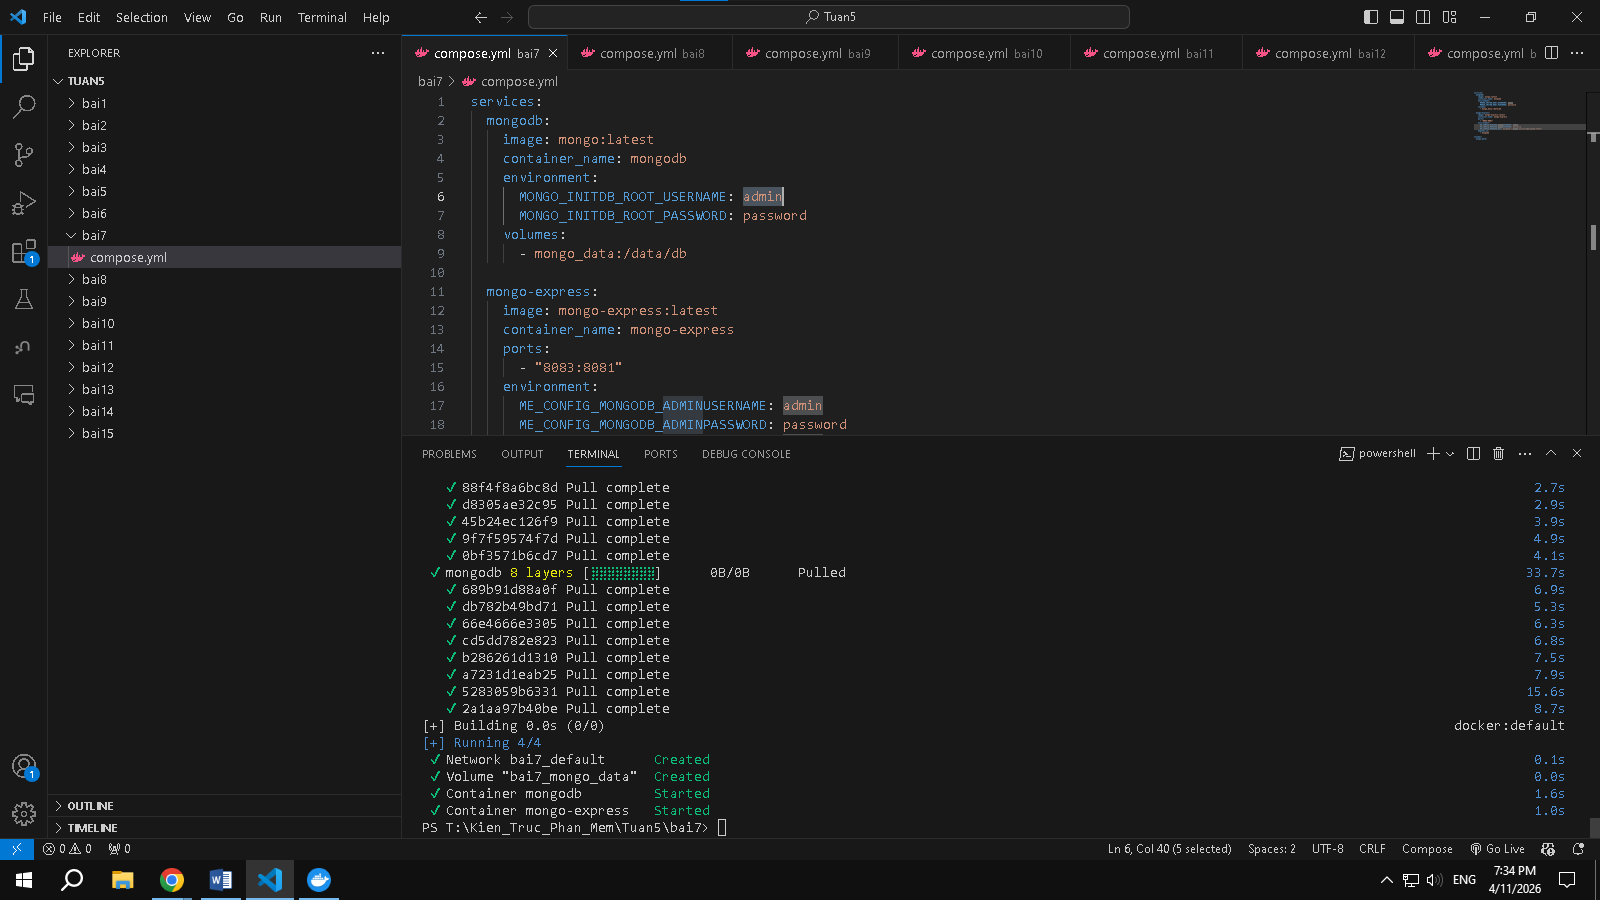 File Edit Selection View Go Run Terminal Help
Tuan5
EXPLORER
TUAN5
bai1
bai2
bai3
bai4
bai5
bai6
bai7
compose.yml
bai8
bai9
bai10
bai11
bai12
bai13
bai14
bai15
OUTLINE
TIMELINE
compose.yml bai7 compose.yml bai8 compose.yml bai9 compose.yml bai10 compose.yml bai11 compose.yml bai12 compose.yml b
bai7 > compose.yml
1 services:
2 mongodb:
3 image: mongo:latest
4 container_name: mongodb
5 environment:
6 MONGO_INITDB_ROOT_USERNAME: admin
7 MONGO_INITDB_ROOT_PASSWORD: password
8 volumes:
9 - mongo_data:/data/db
10
11 mongo-express:
12 image: mongo-express:latest
13 container_name: mongo-express
14 ports:
15 - "8083:8081"
16 environment:
17 ME_CONFIG_MONGODB_ADMINUSERNAME: admin
18 ME_CONFIG_MONGODB_ADMINPASSWORD: password
PROBLEMS OUTPUT TERMINAL PORTS DEBUG CONSOLE powershell
✓ 88f4f8a6bc8d Pull complete 2.7s
✓ d8305ae32c95 Pull complete 2.9s
✓ 45b24ec126f9 Pull complete 3.9s
✓ 9f7f59574f7d Pull complete 4.9s
✓ 0bf3571b6cd7 Pull complete 4.1s
✓ mongodb 8 layers [⣿⣿⣿⣿⣿⣿⣿⣿] 0B/0B Pulled 33.7s
✓ 689b91d88a0f Pull complete 6.9s
✓ db782b49bd71 Pull complete 5.3s
✓ 66e4666e3305 Pull complete 6.3s
✓ cd5dd782e823 Pull complete 6.8s
✓ b286261d1310 Pull complete 7.5s
✓ a7231d1eab25 Pull complete 7.9s
✓ 5283059b6331 Pull complete 15.6s
✓ 2a1aa97b40be Pull complete 8.7s
[+] Building 0.0s (0/0) docker:default
[+] Running 4/4
✓ Network bai7_default Created 0.1s
✓ Volume "bai7_mongo_data" Created 0.0s
✓ Container mongodb Started 1.6s
✓ Container mongo-express Started 1.0s
PS T:\Kien_Truc_Phan_Mem\Tuan5\bai7>
0 0 0 Ln 6, Col 40 (5 selected) Spaces: 2 UTF-8 CRLF Compose Go Live
ENG
7:34 PM
4/11/2026
1
1